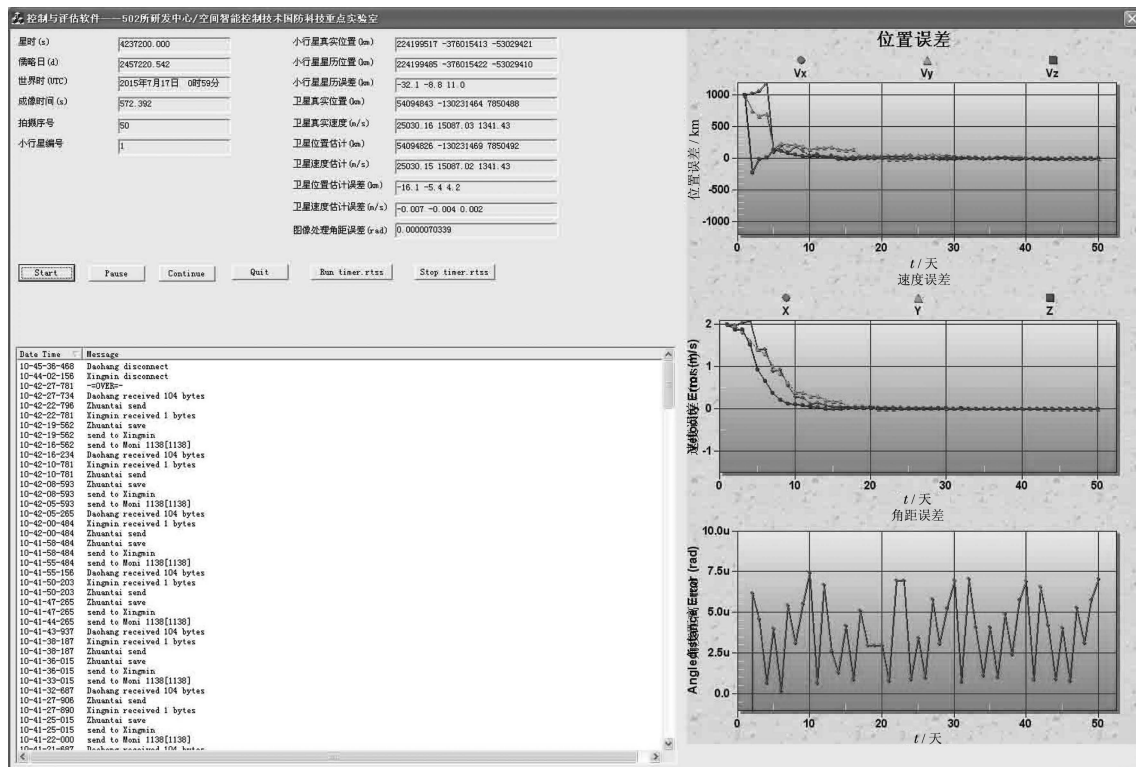 控制与评估软件——502所研发中心/空间智能控制技术国防科技重点实验室
星时(s) 4237200.000
儒略日(d) 2457220.542
世界时(UTC) 2015年7月17日 0时59分
成像时间(s) 572.392
拍摄序号 50
小行星编号 1
小行星真实位置(km) 224199517 -376015413 -53029421
小行星星历位置(km) 224199485 -376015422 -53029410
小行星星历误差(km) -32.1 -8.8 11.0
卫星真实位置(km) 54094843 -130231464 7850488
卫星真实速度(m/s) 25030.16 15087.03 1341.43
卫星位置估计(km) 54094826 -130231469 7850492
卫星速度估计(m/s) 25030.15 15087.02 1341.43
卫星位置估计误差(km) -16.1 -5.4 4.2
卫星速度估计误差(m/s) -0.007 -0.004 0.002
图像处理角距误差(rad) 0.0000070339
Start Pause Continue Quit Run timer.rtss Stop timer.rtss
Date Time Message
10-45-36-468 Daohang disconnect
10-44-02-156 Xingmin disconnect
10-42-27-781 -=OVER=-
10-42-27-734 Daohang received 104 bytes
10-42-22-796 Zhuantai send
10-42-22-781 Xingmin received 1 bytes
10-42-19-562 Zhuantai save
10-42-19-562 send to Xingmin
10-42-16-562 send to Moni 1138[1138]
10-42-16-234 Daohang received 104 bytes
10-42-10-781 Xingmin received 1 bytes
10-42-10-781 Zhuantai send
10-42-08-593 Zhuantai save
10-42-08-593 send to Xingmin
10-42-05-593 send to Moni 1138[1138]
10-42-05-265 Daohang received 104 bytes
10-42-00-484 Xingmin received 1 bytes
10-42-00-484 Zhuantai send
10-41-58-484 Zhuantai save
10-41-58-484 send to Xingmin
10-41-55-484 send to Moni 1138[1138]
10-41-55-156 Daohang received 104 bytes
10-41-50-203 Xingmin received 1 bytes
10-41-50-203 Zhuantai send
10-41-47-265 Zhuantai save
10-41-47-265 send to Xingmin
10-41-44-265 send to Moni 1138[1138]
10-41-43-937 Daohang received 104 bytes
10-41-38-187 Xingmin received 1 bytes
10-41-38-187 Zhuantai send
10-41-36-015 Zhuantai save
10-41-36-015 send to Xingmin
10-41-33-015 send to Moni 1138[1138]
10-41-32-687 Daohang received 104 bytes
10-41-27-906 Zhuantai send
10-41-27-890 Xingmin received 1 bytes
10-41-25-015 Zhuantai save
10-41-25-015 send to Xingmin
10-41-22-000 send to Moni 1138[1138]
10-41-21-687 Daohang received 104 bytes
位置误差
Vx Vy Vz
位置误差 / km
1000
500
0
-500
-1000
0 10 20 30 40 50
t / 天
速度误差
X Y Z
Velocity Error (m/s)
2
1
0
-1
0 10 20 30 40 50
t / 天
角距误差
Angledistance Error (rad)
10.0u
7.5u
5.0u
2.5u
0.0
0 10 20 30 40 50
t / 天